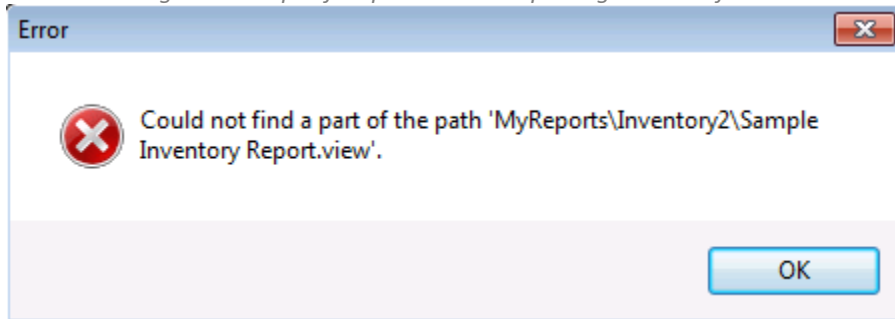 Error
Could not find a part of the path 'MyReports\Inventory2\Sample
Inventory Report.view'.
OK